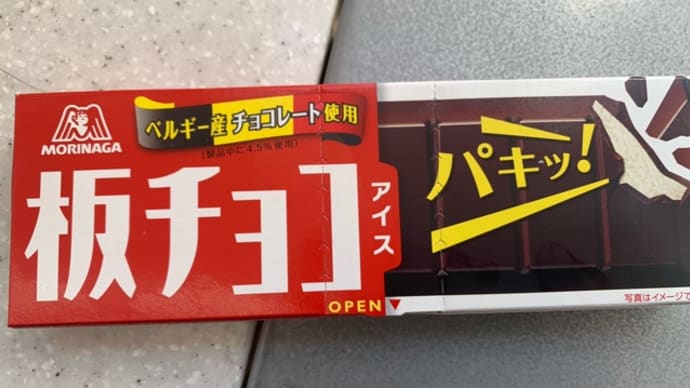 MORINAGA
ベルギー産チョコレート使用
(製品中に4.5%使用)
板チョコ
アイス
OPEN
パキッ!
写真はイメージで